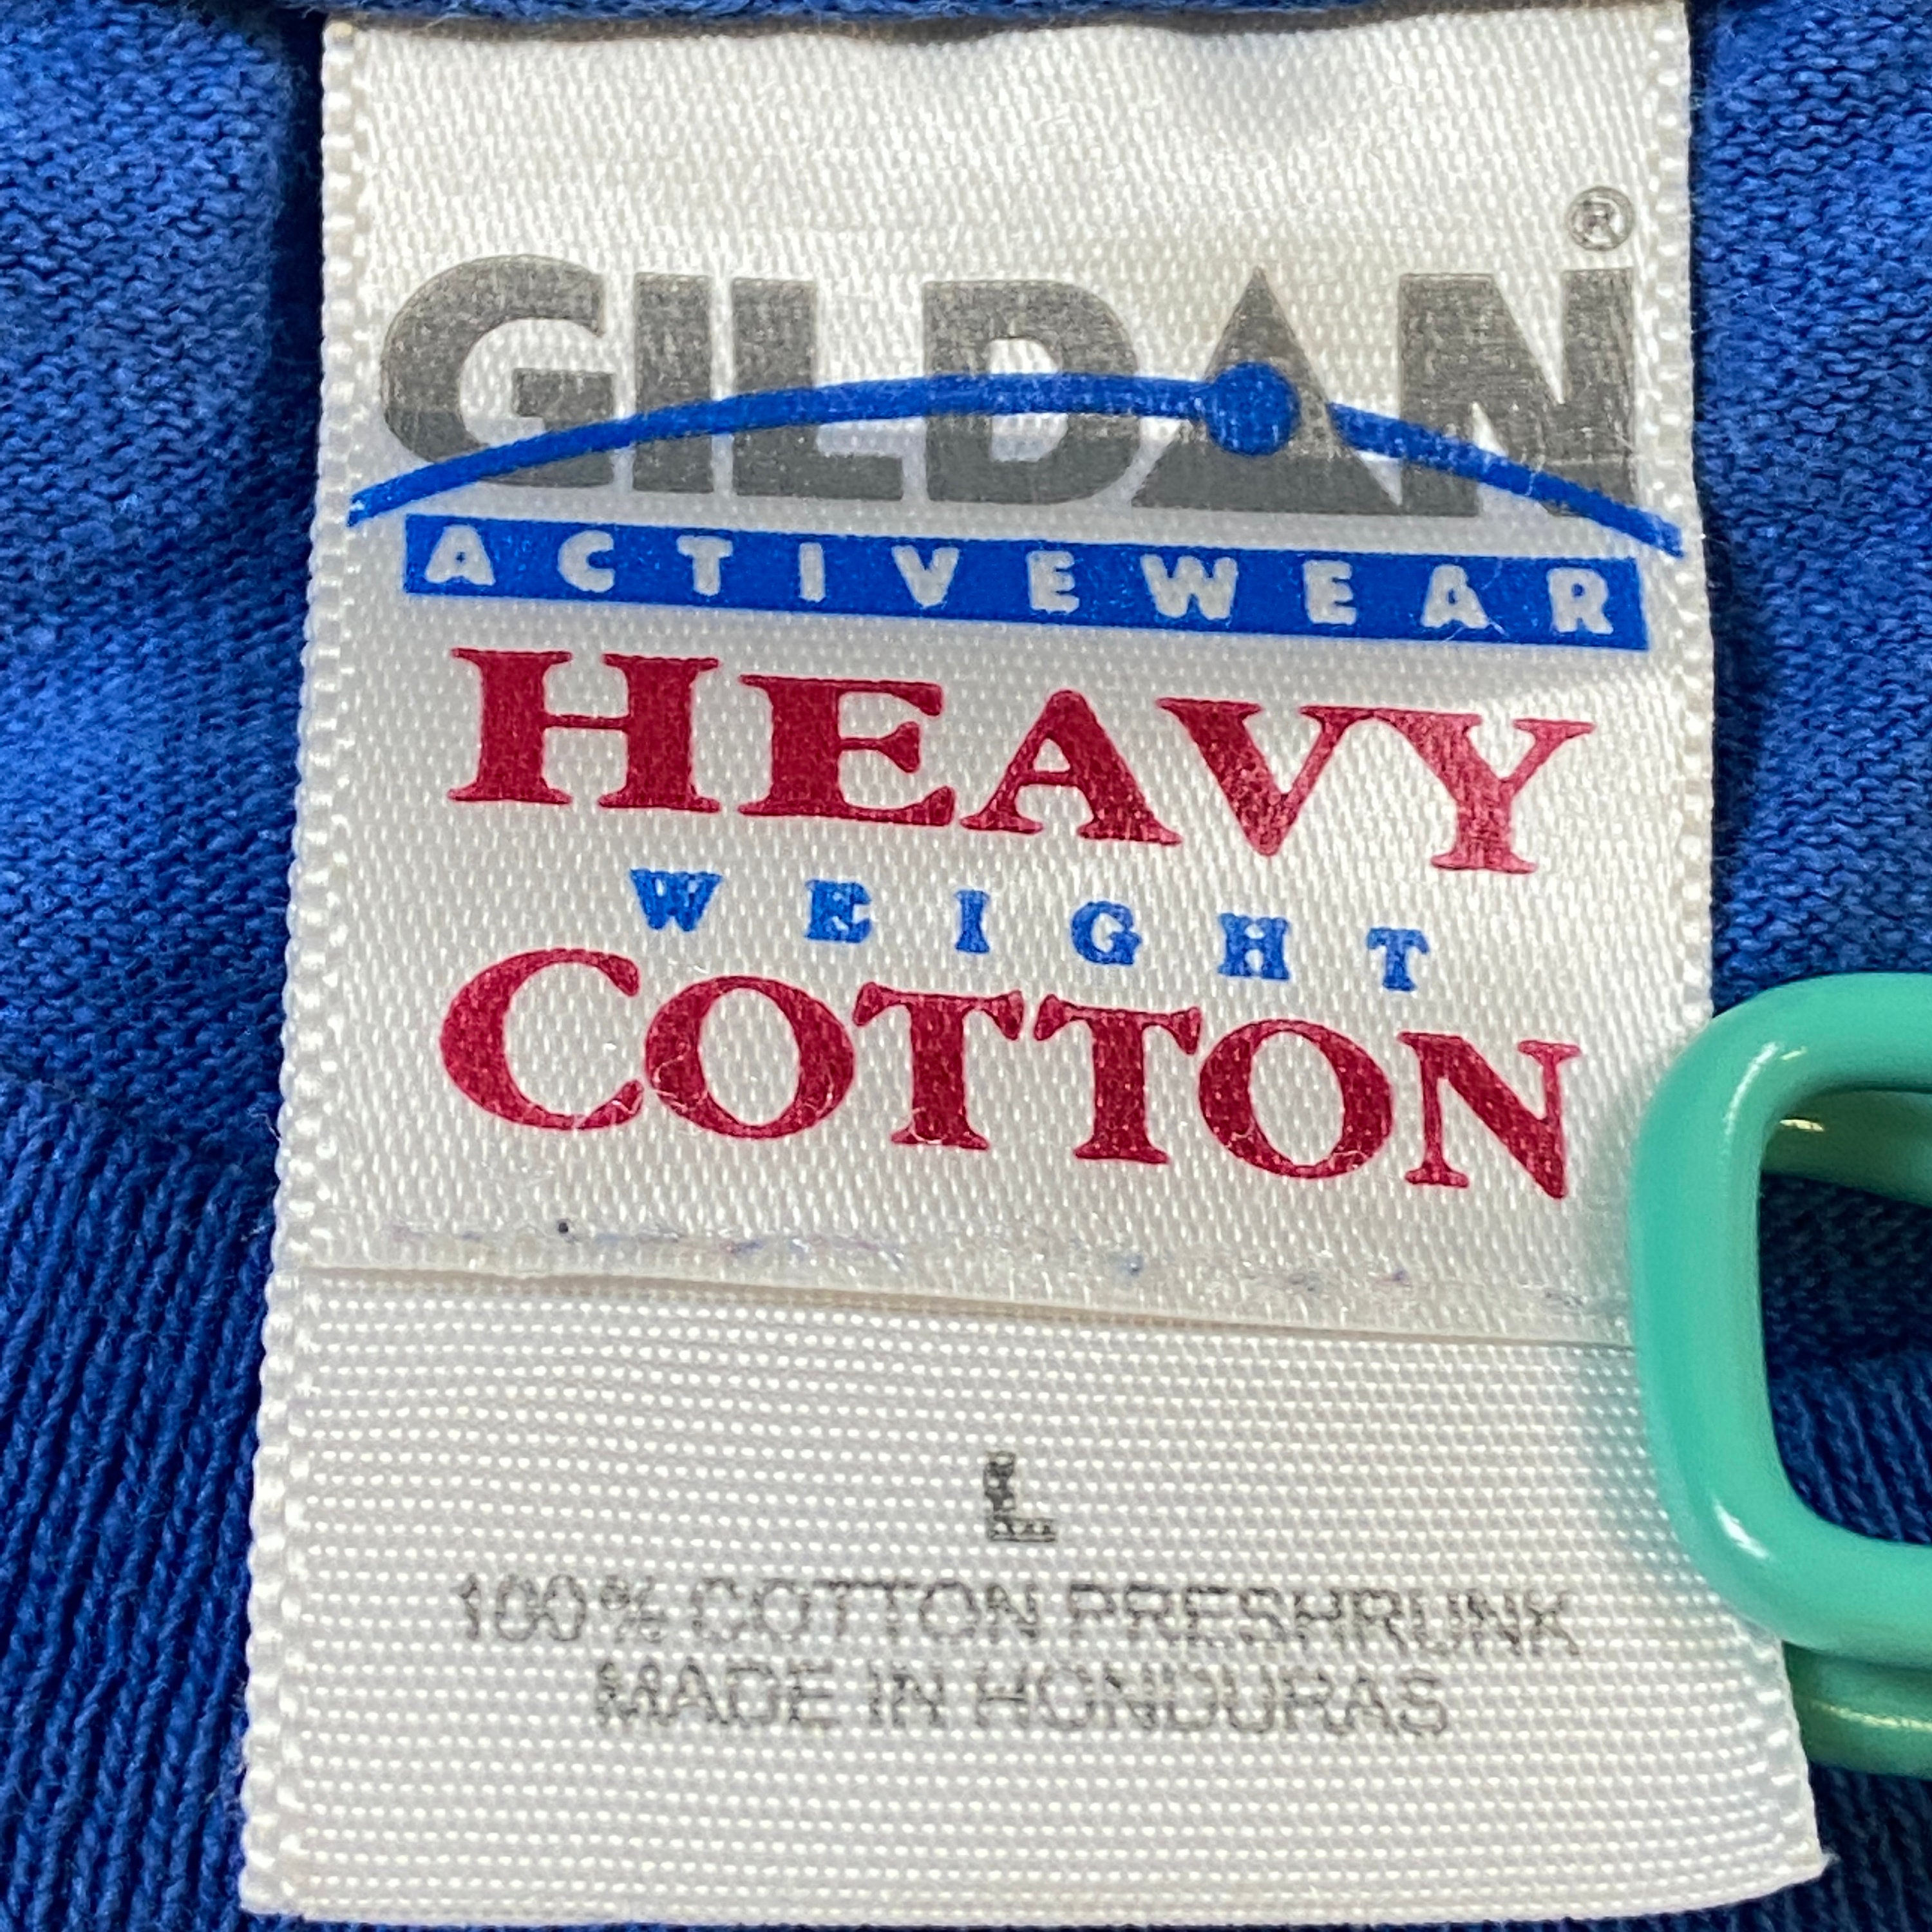 GILDAN®
ACTIVEWEAR
HEAVY
WEIGHT
COTTON
L
100% COTTON PRESHRUNK
MADE IN HONDURAS